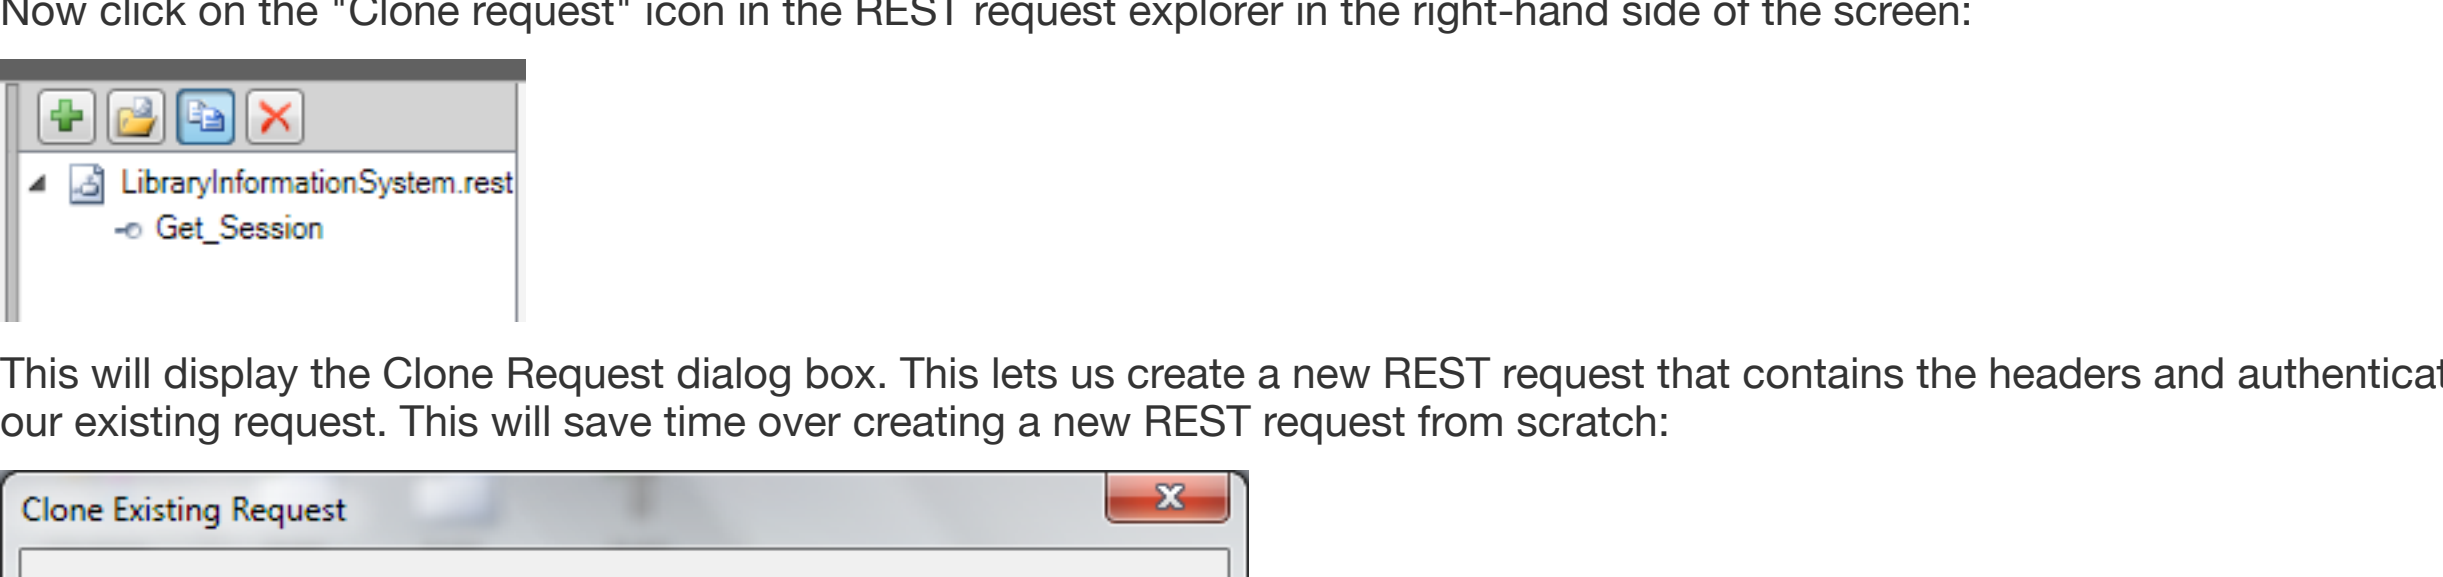 Now click on the "Clone request" icon in the REST request explorer in the right-hand side of the screen:
LibraryInformationSystem.rest
Get_Session
This will display the Clone Request dialog box. This lets us create a new REST request that contains the headers and
our existing request. This will save time over creating a new REST request from scratch:
Clone Existing Request